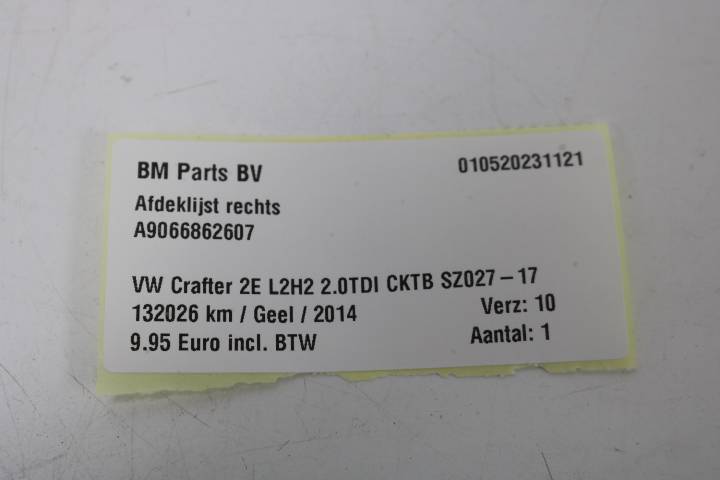 BM Parts BV 010520231121
Afdeklijst rechts
A9066862607
VW Crafter 2E L2H2 2.0TDI CKTB SZ027-17
132026 km / Geel / 2014 Verz: 10
9.95 Euro incl. BTW Aantal: 1